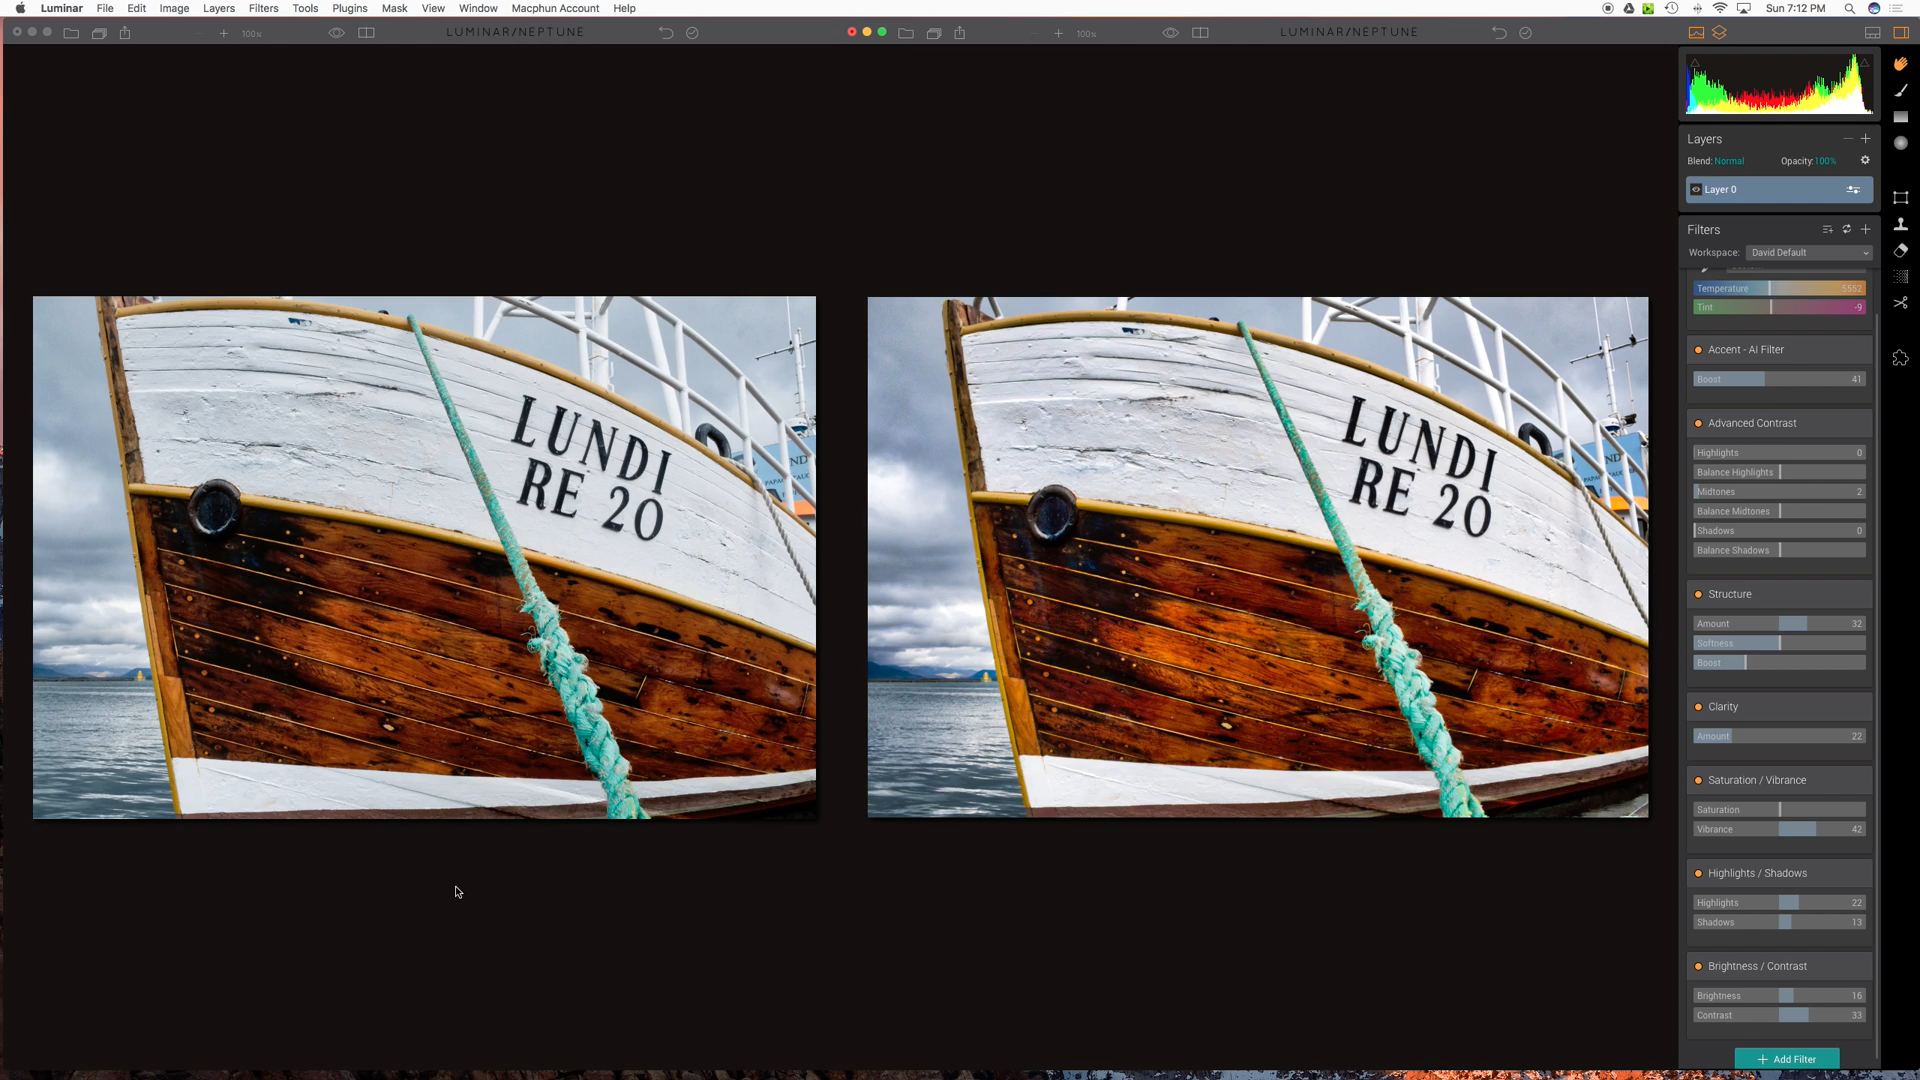 Luminar File Edit Image Layers Filters Tools Plugins Mask View Window Macphun Account Help Sun 7:12 PM
100% LUMINAR/NEPTUNE
100% LUMINAR/NEPTUNE
LUNDI
RE 20
LUNDI
RE 20
Layers
Blend: Normal Opacity: 100%
Layer 0
Filters
Workspace: David Default
Temperature 5552
Tint -9
Accent - AI Filter
Boost 41
Advanced Contrast
Highlights 0
Balance Highlights
Midtones 2
Balance Midtones
Shadows 0
Balance Shadows
Structure
Amount 32
Softness
Boost
Clarity
Amount 22
Saturation / Vibrance
Saturation
Vibrance 42
Highlights / Shadows
Highlights 22
Shadows 13
Brightness / Contrast
Brightness 16
Contrast 33
+ Add Filter